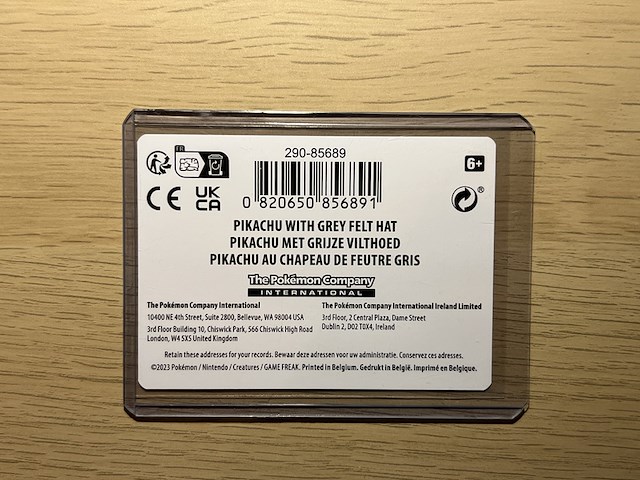 FR
290-85689
6+
CE UK CA
0 820650 856891
®
PIKACHU WITH GREY FELT HAT
PIKACHU MET GRIJZE VILTHOED
PIKACHU AU CHAPEAU DE FEUTRE GRIS
The Pokémon Company
INTERNATIONAL
The Pokémon Company International
10400 NE 4th Street, Suite 2800, Bellevue, WA 98004 USA
3rd Floor Building 10, Chiswick Park, 566 Chiswick High Road
London, W4 5XS United Kingdom
The Pokémon Company International Ireland Limited
3rd Floor, 2 Central Plaza, Dame Street
Dublin 2, D02 T0X4, Ireland
Retain these addresses for your records. Bewaar deze adressen voor uw administratie. Conservez ces adresses.
©2023 Pokémon / Nintendo / Creatures / GAME FREAK. Printed in Belgium. Gedrukt in België. Imprimé en Belgique.